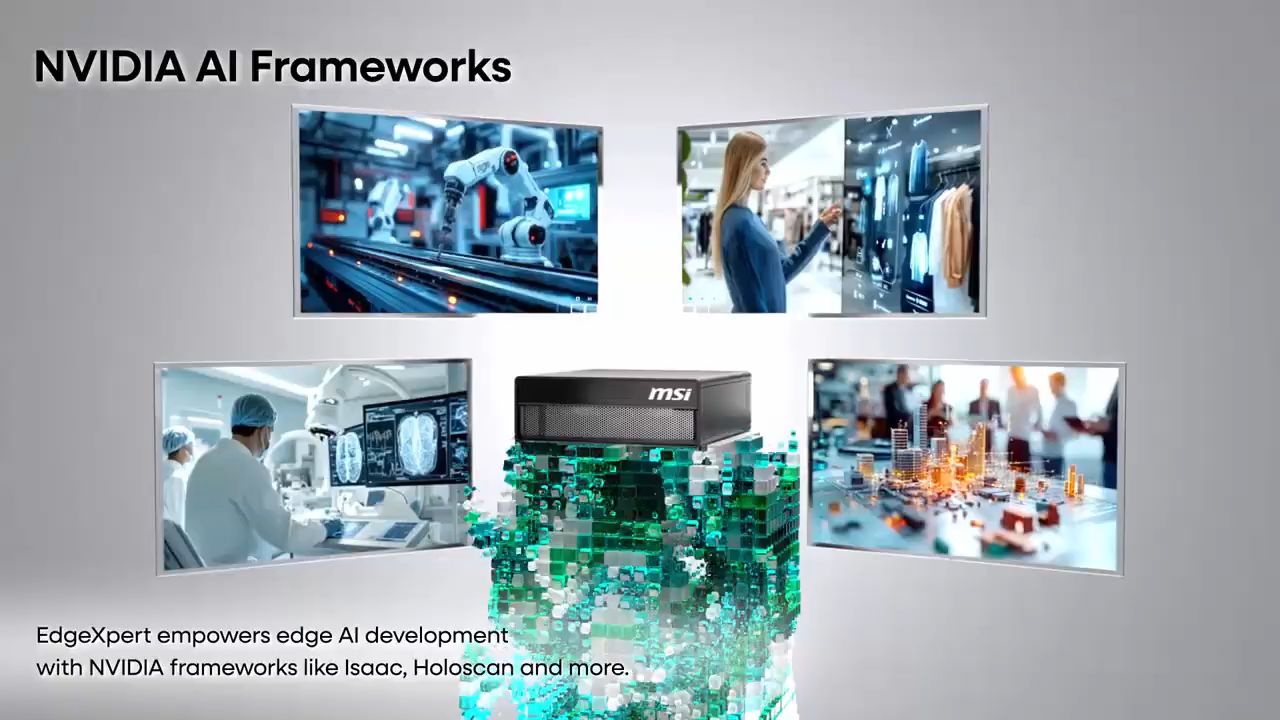 NVIDIA AI Frameworks
msi
EdgeXpert empowers edge AI development
with NVIDIA frameworks like Isaac, Holoscan and more.